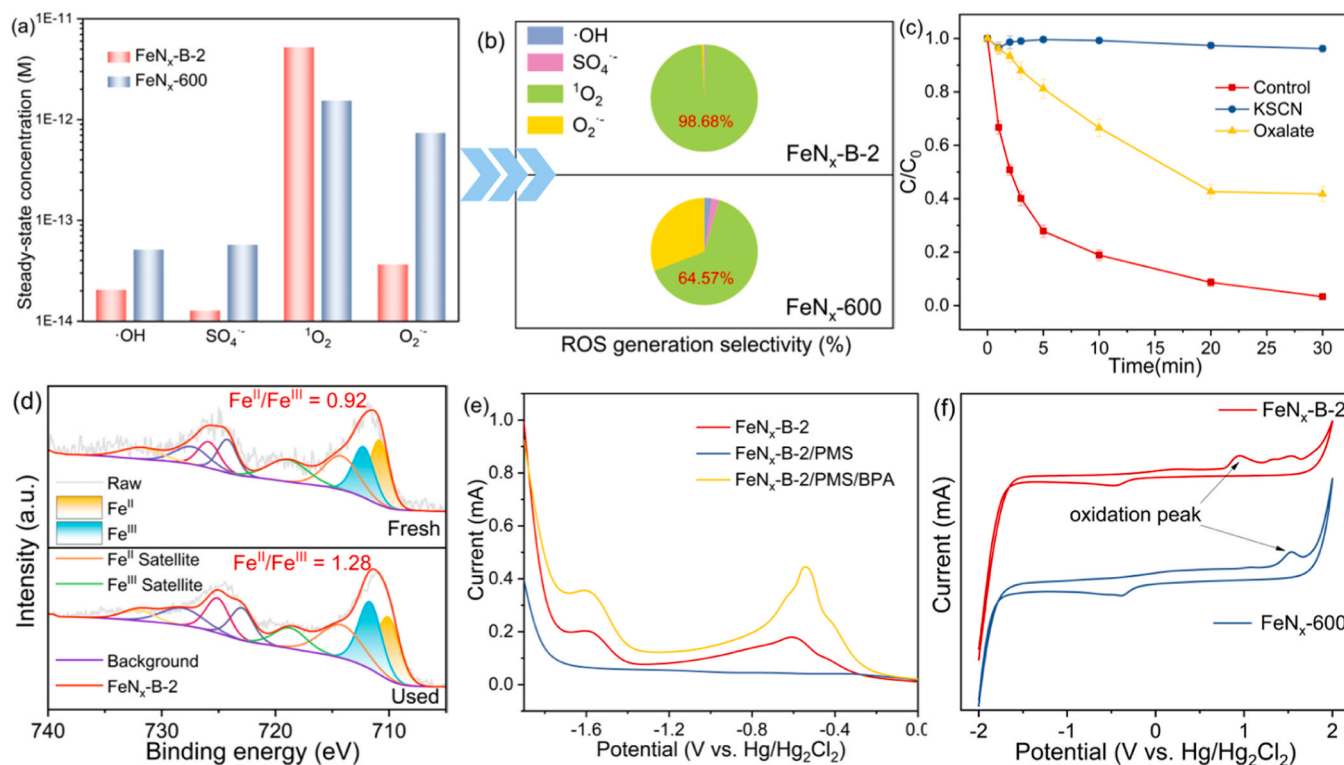 (a)
Steady-state concentration (M)
1E-11
1E-12
1E-13
1E-14
FeNx-B-2
FeNx-600
·OH
SO4·-
1O2
O2·-
(b)
·OH
SO4·-
1O2
O2·-
98.68%
FeNx-B-2
64.57%
FeNx-600
ROS generation selectivity (%)
(c)
C/C0
1.0
0.8
0.6
0.4
0.2
0.0
Control
KSCN
Oxalate
0 5 10 15 20 25 30
Time(min)
(d)
Intensity (a.u.)
FeII/FeIII = 0.92
Raw
FeII
FeIII
Fresh
FeII/FeIII = 1.28
FeII Satellite
FeIII Satellite
Background
FeNx-B-2
Used
740 730 720 710
Binding energy (eV)
(e)
Current (mA)
1.0
0.8
0.6
0.4
0.2
0.0
FeNx-B-2
FeNx-B-2/PMS
FeNx-B-2/PMS/BPA
-1.6 -1.2 -0.8 -0.4 0.0
Potential (V vs. Hg/Hg2Cl2)
(f)
Current (mA)
FeNx-B-2
oxidation peak
FeNx-600
-2 -1 0 1 2
Potential (V vs. Hg/Hg2Cl2)